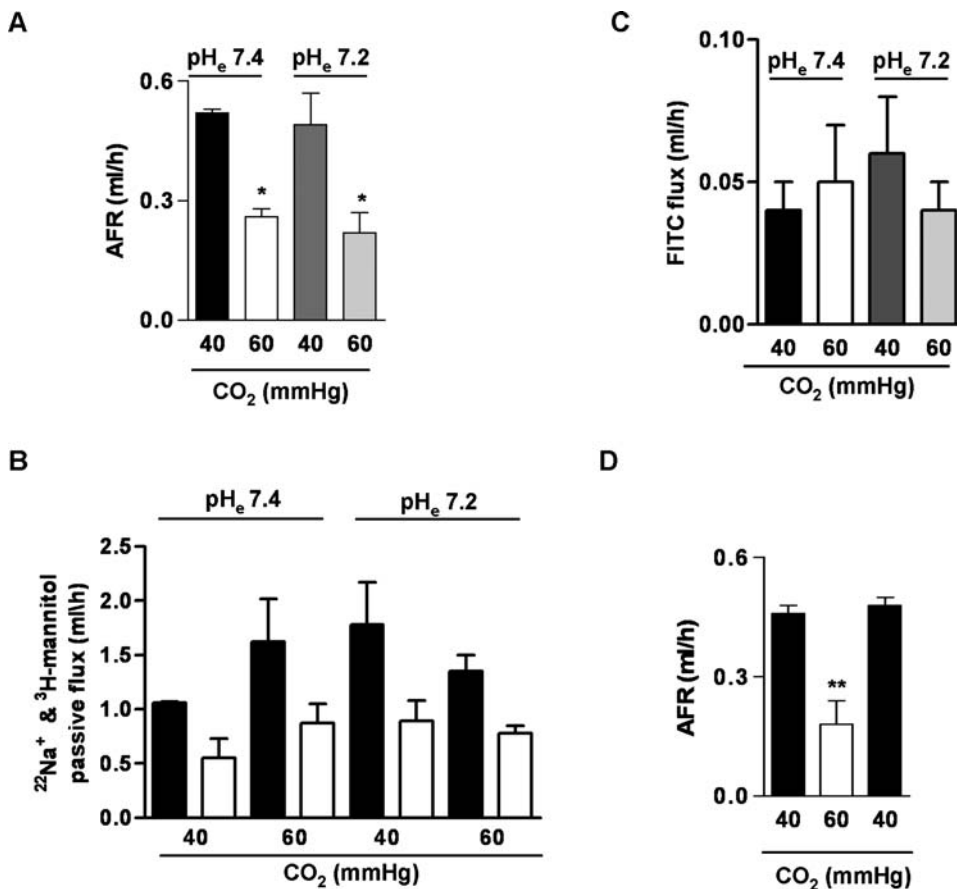 A
pHₑ 7.4 pHₑ 7.2
0.6
0.3
0.0
AFR (ml/h)
*
*
40 60 40 60
CO₂ (mmHg)
B
pHₑ 7.4 pHₑ 7.2
²²Na⁺ & ³H-mannitol
passive flux (ml\h)
2.5
2.0
1.5
1.0
0.5
0.0
40 60 40 60
CO₂ (mmHg)
C
0.10
pHₑ 7.4 pHₑ 7.2
FITC flux (ml/h)
0.05
0.00
40 60 40 60
CO₂ (mmHg)
D
0.6
AFR (ml/h)
0.3
**
0.0
40 60 40
CO₂ (mmHg)